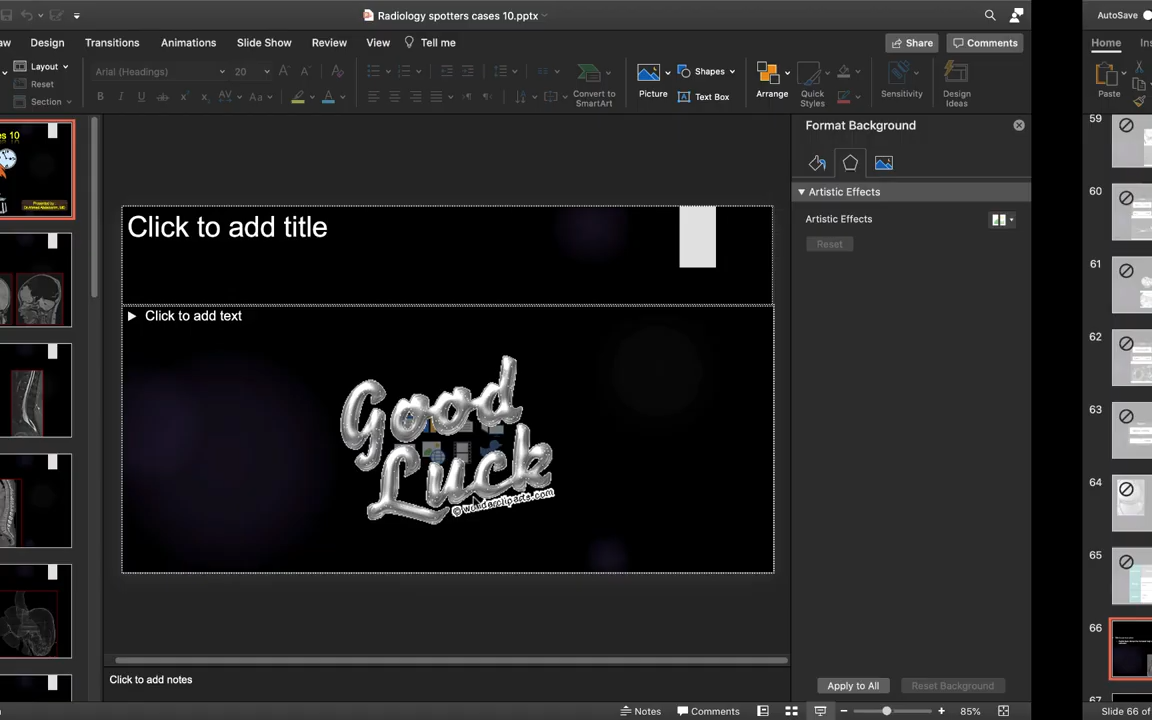 Radiology spotters cases 10.pptx
AutoSave
Design
Transitions
Animations
Slide Show
Review
View
Tell me
Share
Comments
Home
Layout
Reset
Section
Arial (Headings)
20
Convert to
SmartArt
Picture
Shapes
Text Box
Arrange
Quick
Styles
Sensitivity
Design
Ideas
Paste
Format Background
Artistic Effects
Artistic Effects
Reset
Click to add title
Click to add text
Good
Luck
© wondercliparts.com
Click to add notes
Apply to All
Reset Background
Notes
Comments
85%
59
60
61
62
63
64
65
66
67
Slide 66 of